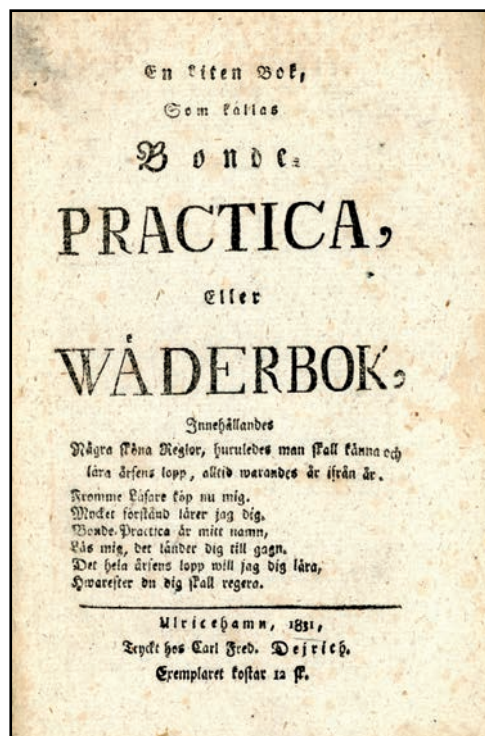 En liten Bok,
Som kållas
Bonde-
PRACTICA,
Eller
WÅDERBOK,
Innehållandes
Några sköna Reglor, huruledes man skall känna och
lära årsens lopp, alltid warandes år ifrån år.
Fromme Läsare köp nu mig.
Mycket förstånd lärer jag dig.
Bonde-Practica är mitt namn,
Läs mig, det länder dig till gagn.
Det hela årsens lopp will jag dig lära,
Hwarefter du dig skall regera.
Ulricehamn, 1831,
Tryckt hos Carl Fred. Dejrich.
Exemplaret kostar 12 sk.